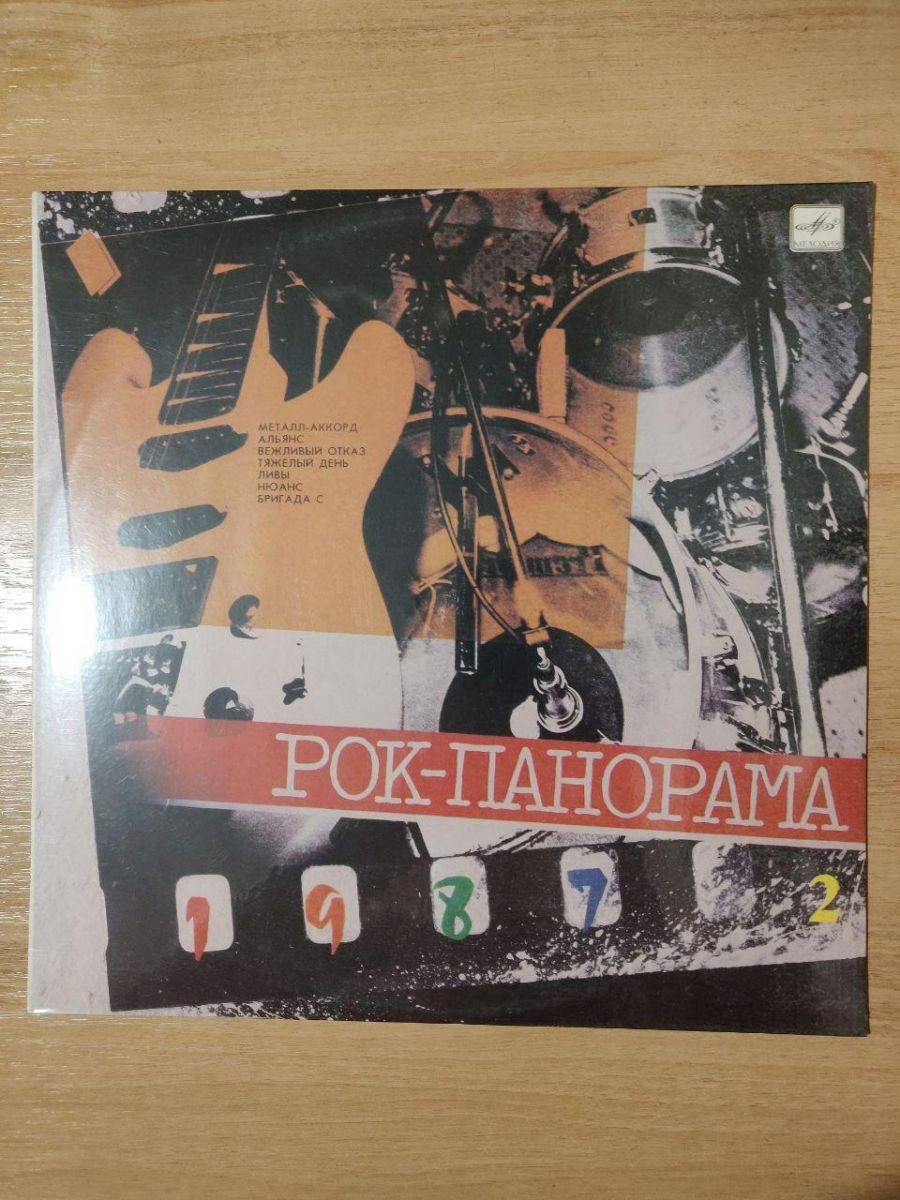 МЕЛОДИЯ
МЕТАЛЛ-АККОРД
АЛЬЯНС
ВЕЖЛИВЫЙ ОТКАЗ
ТЯЖЕЛЫЙ ДЕНЬ
ЛИВЫ
НЮАНС
БРИГАДА С
РОК-ПАНОРАМА
1987 2